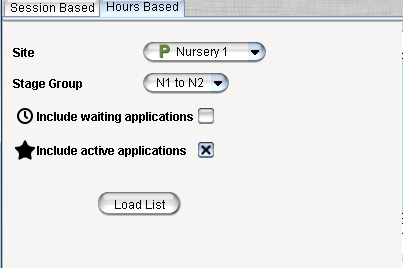 Session Based Hours Based
Site P Nursery 1
Stage Group N1 to N2
Include waiting applications
Include active applications
Load List